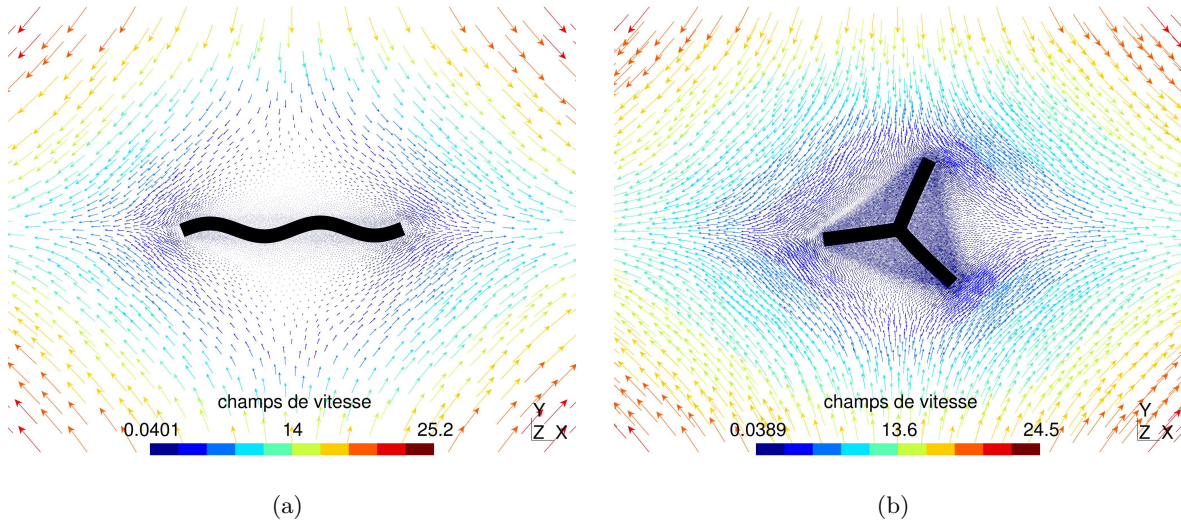 champs de vitesse
0.0401 14 25.2
Y
Z X
(a)
champs de vitesse
0.0389 13.6 24.5
Y
Z X
(b)